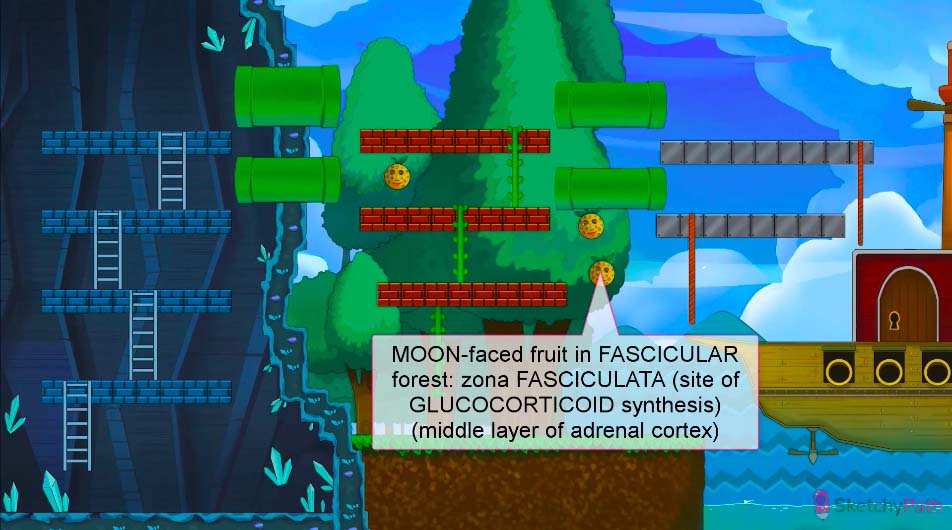 MOON-faced fruit in FASCICULAR
forest: zona FASCICULATA (site of
GLUCOCORTICOID synthesis)
(middle layer of adrenal cortex)
SketchyPath